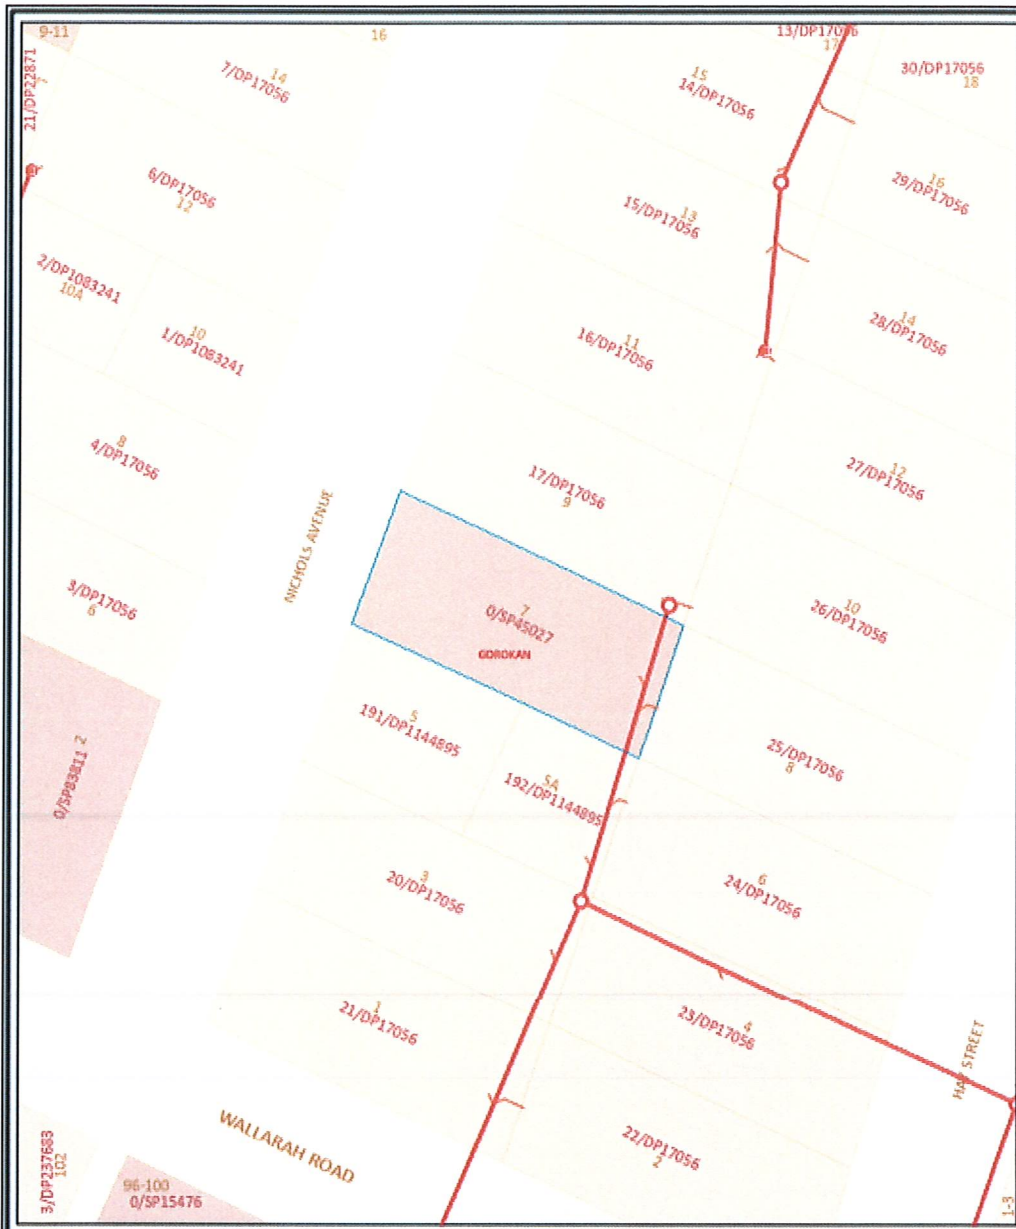 9-11
16
13/DP17056
17
21/DP22871
14
7/DP17056
15
14/DP17056
30/DP17056
18
6/DP17056
12
13
15/DP17056
16
29/DP17056
2/DP1083241
10A
10
1/DP1083241
11
16/DP17056
14
28/DP17056
8
4/DP17056
17/DP17056
9
12
27/DP17056
NICHOLS AVENUE
3/DP17056
6
7
0/SP45027
GOROKAN
10
26/DP17056
5
191/DP1144895
5A
192/DP1144895
25/DP17056
8
2
0/SP83811
3
20/DP17056
6
24/DP17056
1
21/DP17056
4
23/DP17056
HAY STREET
WALLARAH ROAD
22/DP17056
2
3/DP237683
102
96-100
0/SP15476
1-3